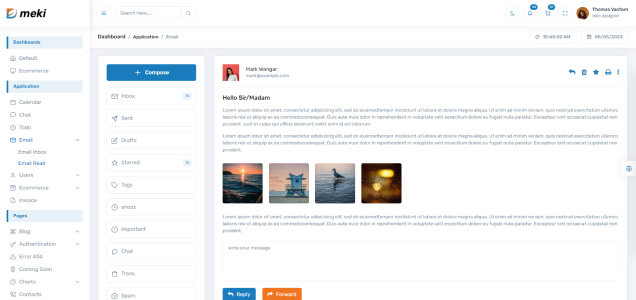 meki
Search Here....
Thomas Vastom
Web designer
Dashboards
Default
Ecommerce
Application
Calendar
Chat
Todo
Email
Email Inbox
Email Read
Users
Ecommerce
Invoice
Pages
Blog
Authentication
Error 404
Coming Soon
Charts
Contacts
Dashboard / Application / Email
10:40:00 AM
06/05/2023
+ Compose
Inbox
Sent
Drafts
Starred
Tags
snooz
Important
Chat
Trans
Spam
Mark Wangar
mark@example.com
Hello Sir/Madam
Lorem ipsum dolor sit amet, consectetur adipisicing elit, sed do eiusmodtempor incididunt ut labore et dolore magna aliqua. Ut enim ad minim veniam, quis nostrud exercitation ullamco
laboris nisi ut aliquip ex ea commodoconsequat. Duis aute irure dolor in reprehenderit in voluptate velit essecillum dolore eu fugiat nulla pariatur. Excepteur sint occaecat cupidatat non
proident, sunt in culpa qui officia deserunt mollit anim id est laborum.
Lorem ipsum dolor sit amet, consectetur adipisicing elit, sed do eiusmodtempor incididunt ut labore et dolore magna aliqua. Ut enim ad minim veniam, quis nostrud exercitation ullamco
laboris nisi ut aliquip ex ea commodoconsequat. Duis aute irure dolor in reprehenderit in voluptate velit essecillum dolore eu fugiat nulla pariatur. Excepteur sint occaecat cupidatat non
proident.
Lorem ipsum dolor sit amet, consectetur adipisicing elit, sed do eiusmodtempor incididunt ut labore et dolore magna aliqua. Ut enim ad minim veniam, quis nostrud exercitation ullamco
laboris nisi ut aliquip ex ea commodoconsequat. Duis aute irure dolor in reprehenderit in voluptate velit essecillum dolore eu fugiat nulla pariatur. Excepteur sint occaecat cupidatat non
proident.
write your message
Reply
Forward